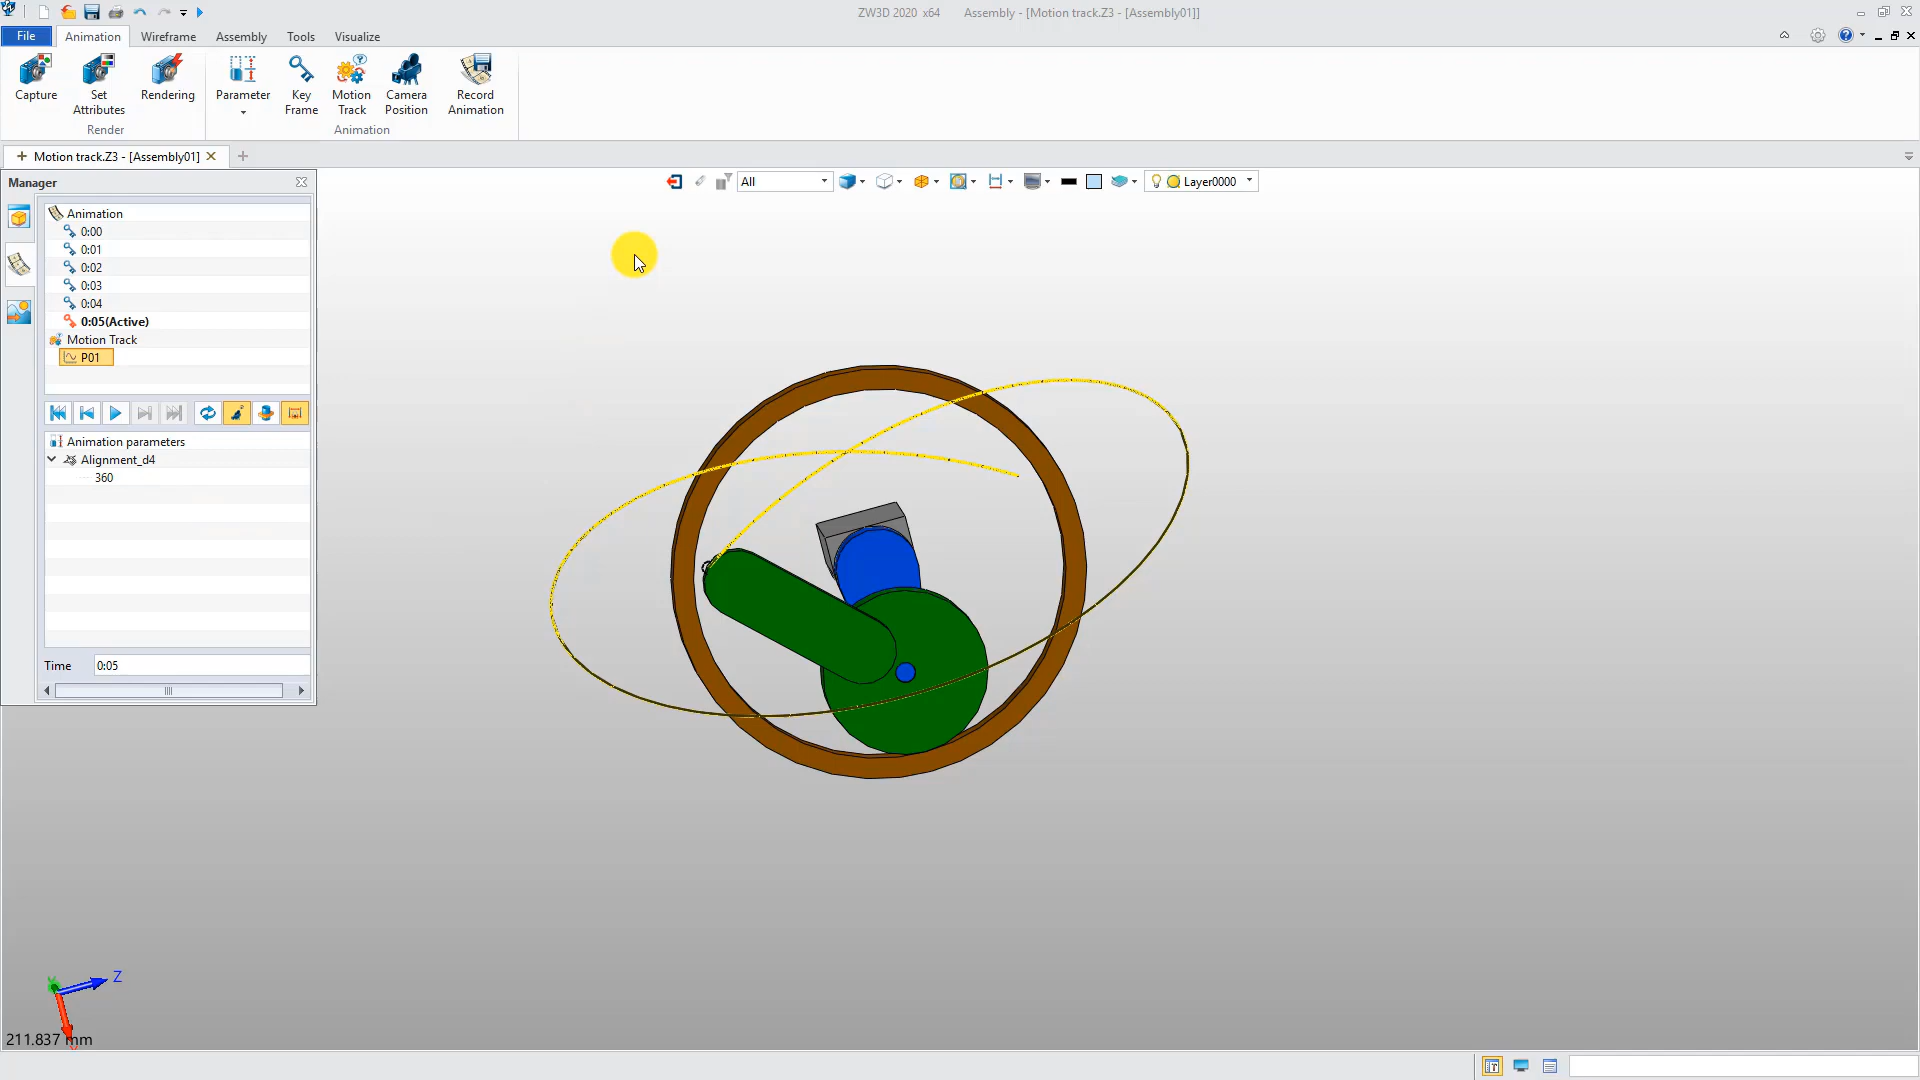 ZW3D 2020 x64 Assembly - [Motion track.Z3 - [Assembly01]]
File Animation Wireframe Assembly Tools Visualize
Capture
Set Attributes
Rendering
Parameter
Key Frame
Motion Track
Camera Position
Record Animation
Render
Animation
Motion track.Z3 - [Assembly01]
Manager
All
Layer0000
Animation
0:00
0:01
0:02
0:03
0:04
0:05(Active)
Motion Track
P01
Animation parameters
Alignment_d4
360
Time 0:05
Z
211.837 mm